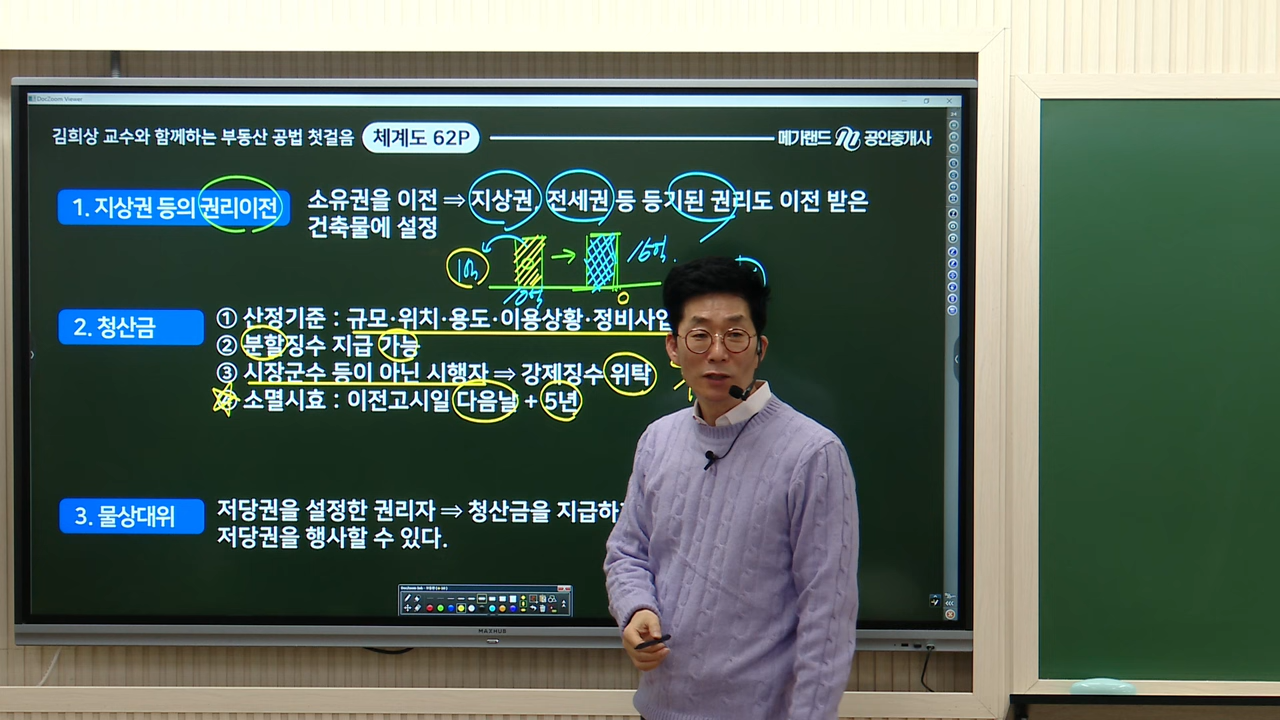 DocZoom Viewer
김희상 교수와 함께하는 부동산 공법 첫걸음 체계도 62P 메가랜드 공인중개사
1. 지상권 등의 권리이전
소유권을 이전 ⇒ 지상권, 전세권 등 등기된 권리도 이전 받은
건축물에 설정
1억 → 15억.
10억
2. 청산금
① 산정기준 : 규모·위치·용도·이용상황·정비사업
② 분할징수 지급 가능
③ 시장군수 등이 아닌 시행자 ⇒ 강제징수 위탁
④ 소멸시효 : 이전고시일 다음날 + 5년
3. 물상대위
저당권을 설정한 권리자 ⇒ 청산금을 지급하기
저당권을 행사할 수 있다.
MAXHUB